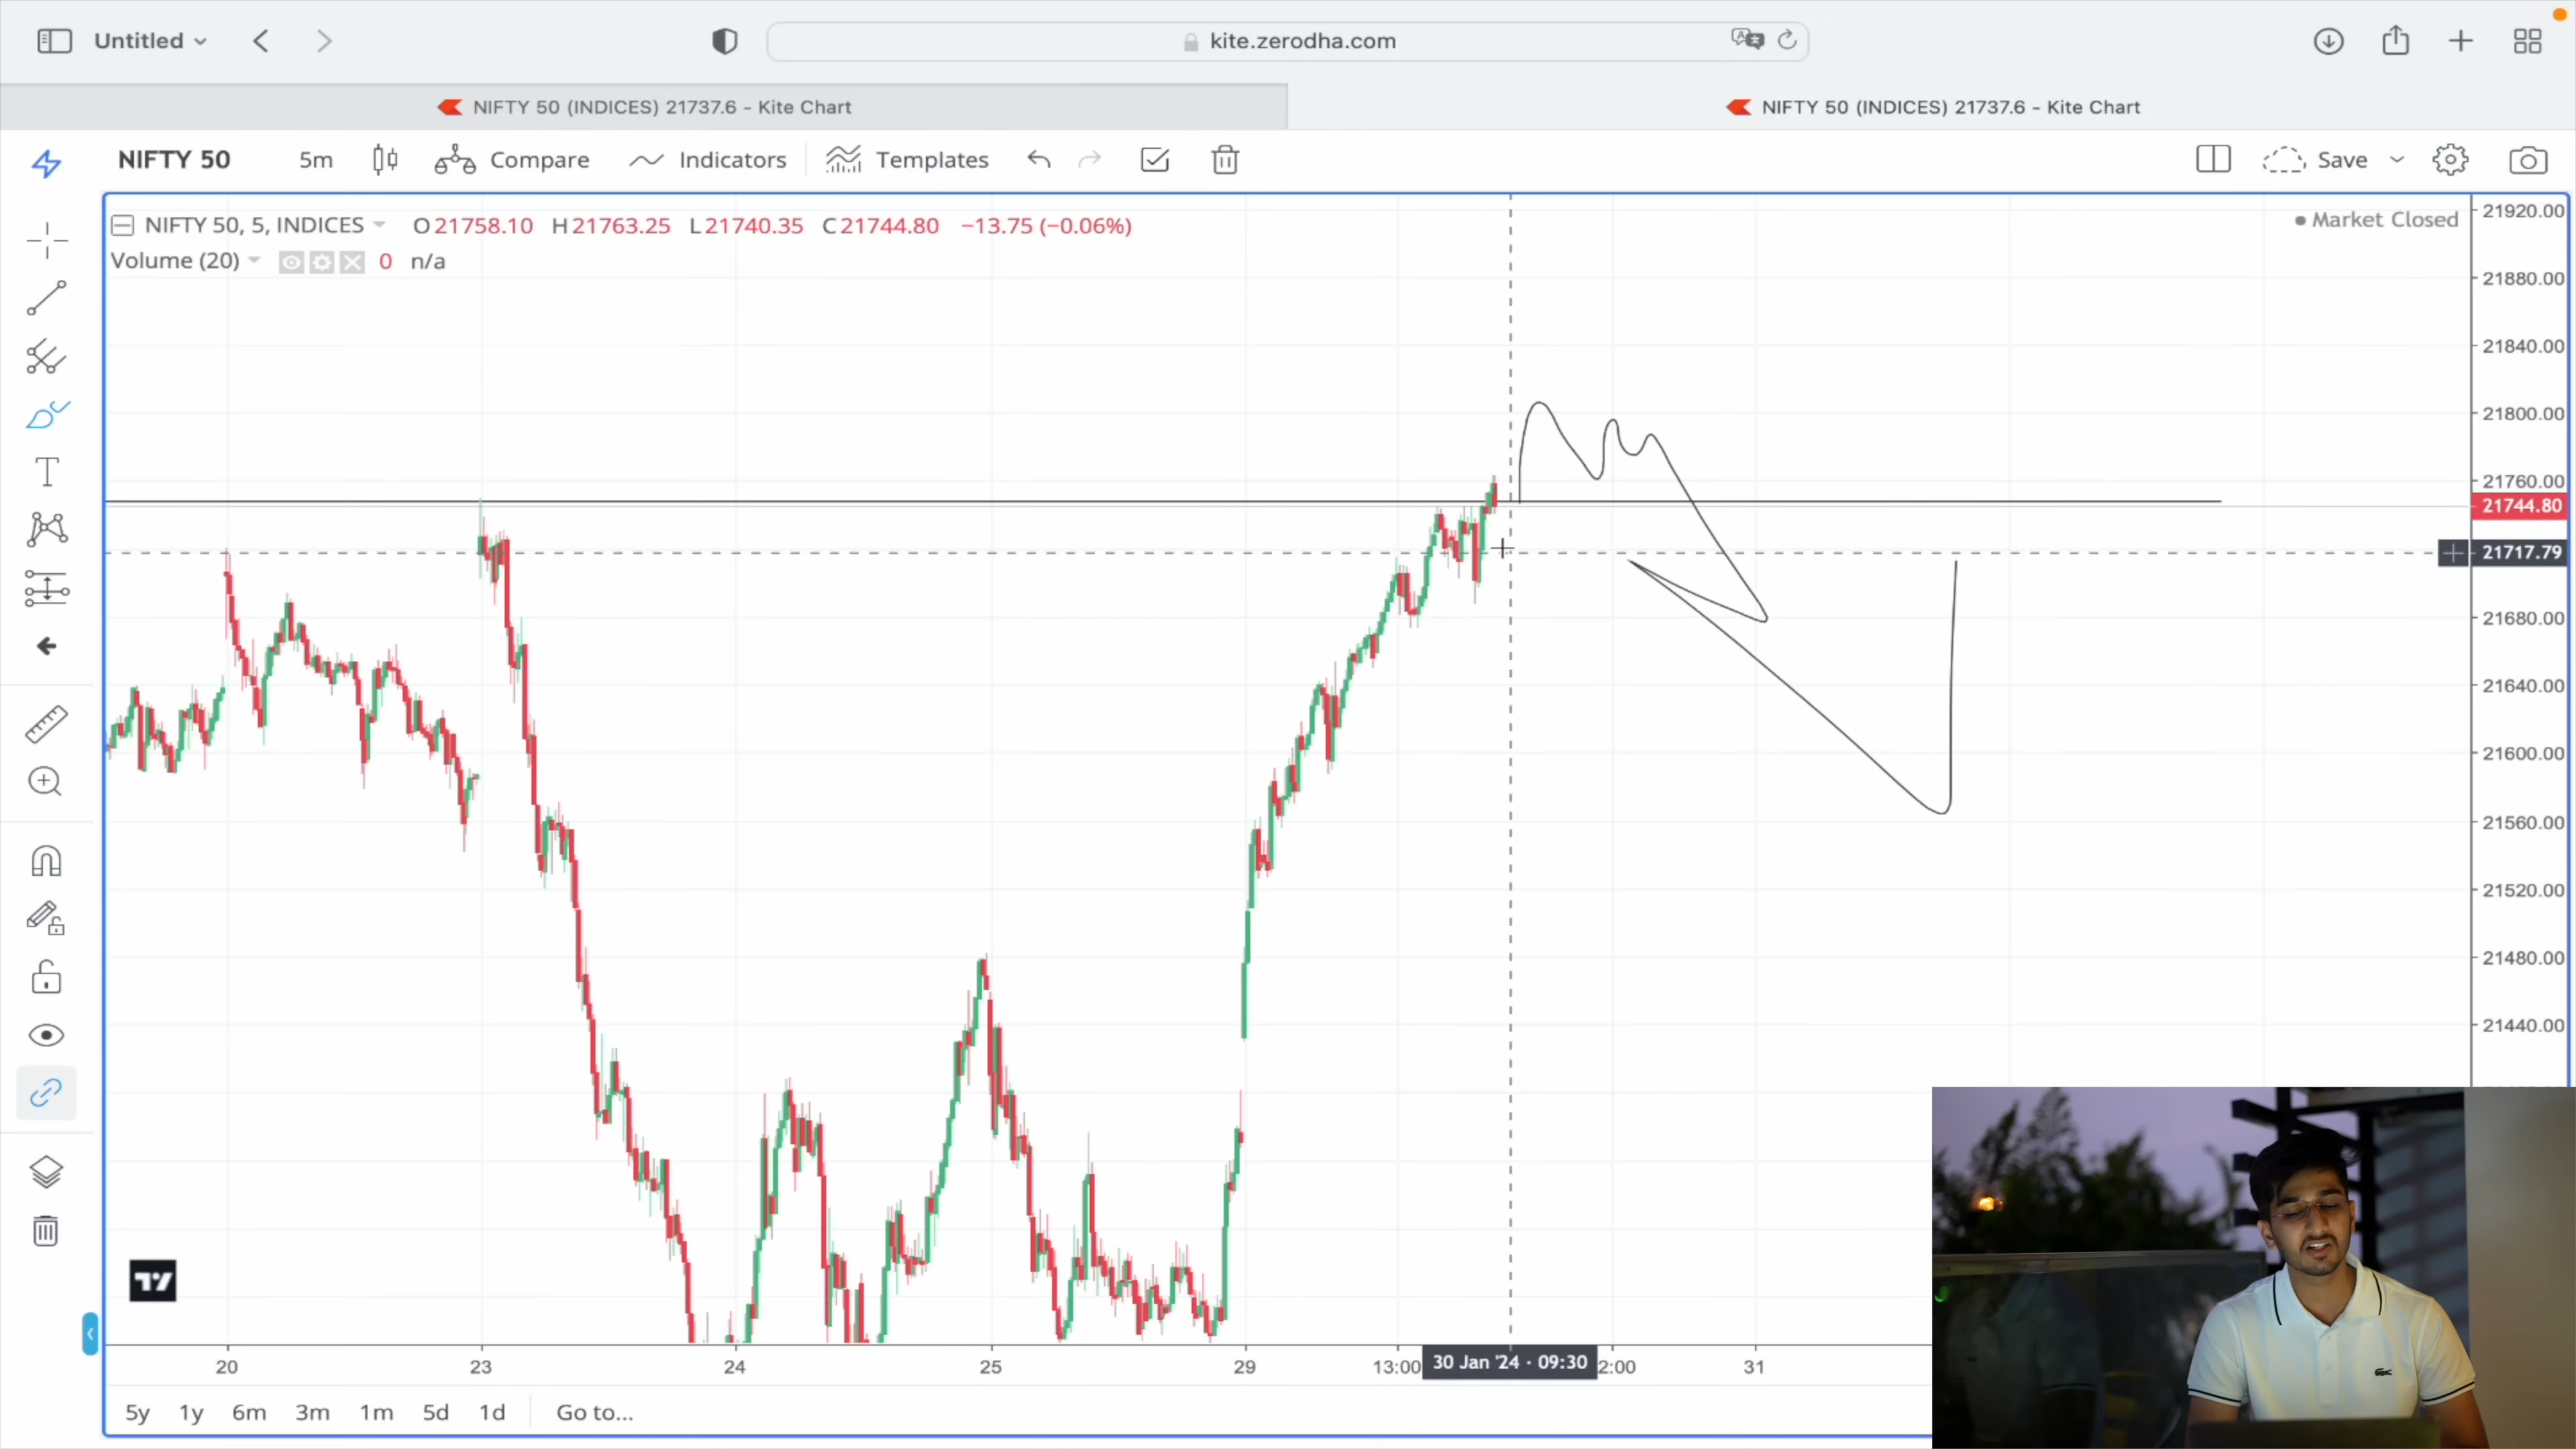 Untitled
kite.zerodha.com
NIFTY 50 (INDICES) 21737.6 - Kite Chart
NIFTY 50 (INDICES) 21737.6 - Kite Chart
NIFTY 50 5m Compare Indicators Templates Save
NIFTY 50, 5, INDICES O21758.10 H21763.25 L21740.35 C21744.80 −13.75 (−0.06%)
Market Closed
Volume (20) 0 n/a
21920.00
21880.00
21840.00
21800.00
21760.00
21744.80
21717.79
21680.00
21640.00
21600.00
21560.00
21520.00
21480.00
21440.00
20 23 24 25 29 13:00 30 Jan '24 · 09:30 2:00 31
5y 1y 6m 3m 1m 5d 1d Go to...